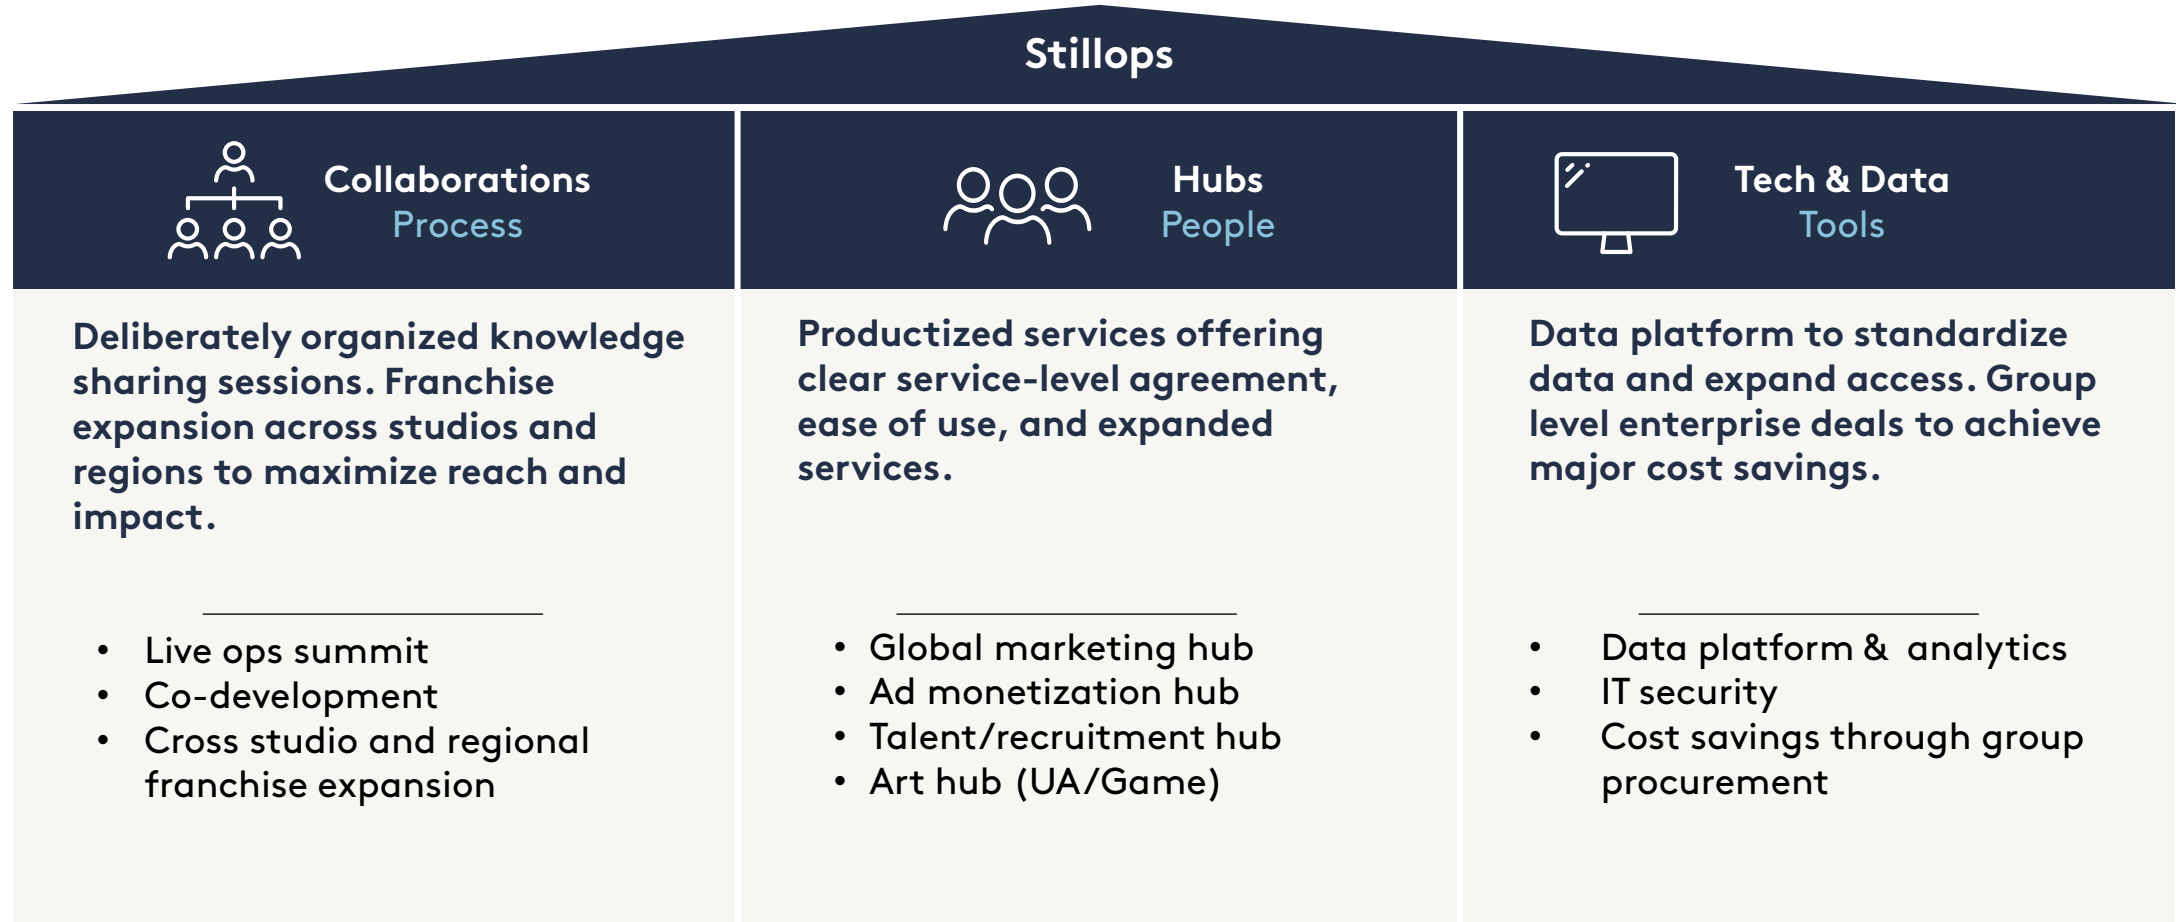 Stillops
Collaborations
Process
Deliberately organized knowledge
sharing sessions. Franchise
expansion across studios and
regions to maximize reach and
impact.
• Live ops summit
• Co-development
• Cross studio and regional
franchise expansion
Hubs
People
Productized services offering
clear service-level agreement,
ease of use, and expanded
services.
• Global marketing hub
• Ad monetization hub
• Talent/recruitment hub
• Art hub (UA/Game)
Tech & Data
Tools
Data platform to standardize
data and expand access. Group
level enterprise deals to achieve
major cost savings.
• Data platform & analytics
• IT security
• Cost savings through group
procurement